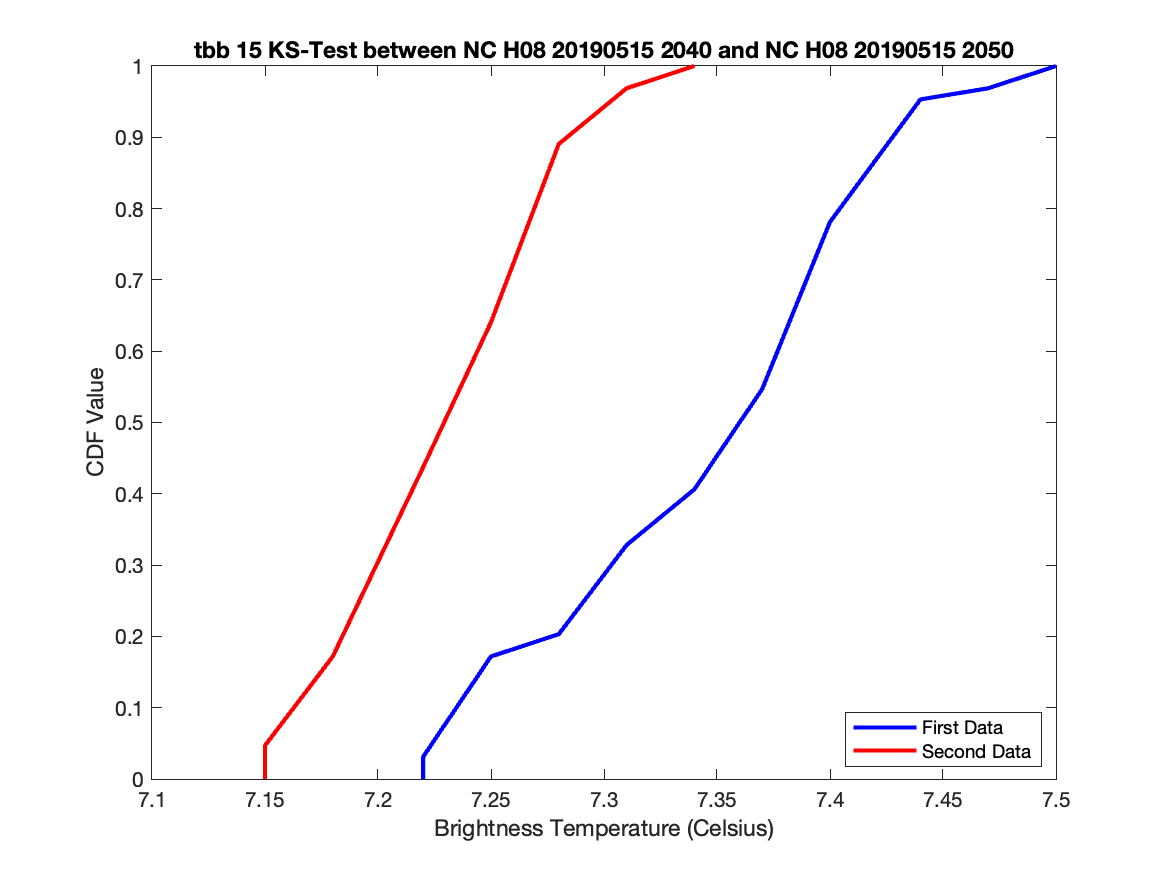 tbb 15 KS-Test between NC H08 20190515 2040 and NC H08 20190515 2050
1
0.9
0.8
0.7
0.6
0.5
0.4
0.3
0.2
0.1
0
CDF Value
First Data
Second Data
7.1 7.15 7.2 7.25 7.3 7.35 7.4 7.45 7.5
Brightness Temperature (Celsius)